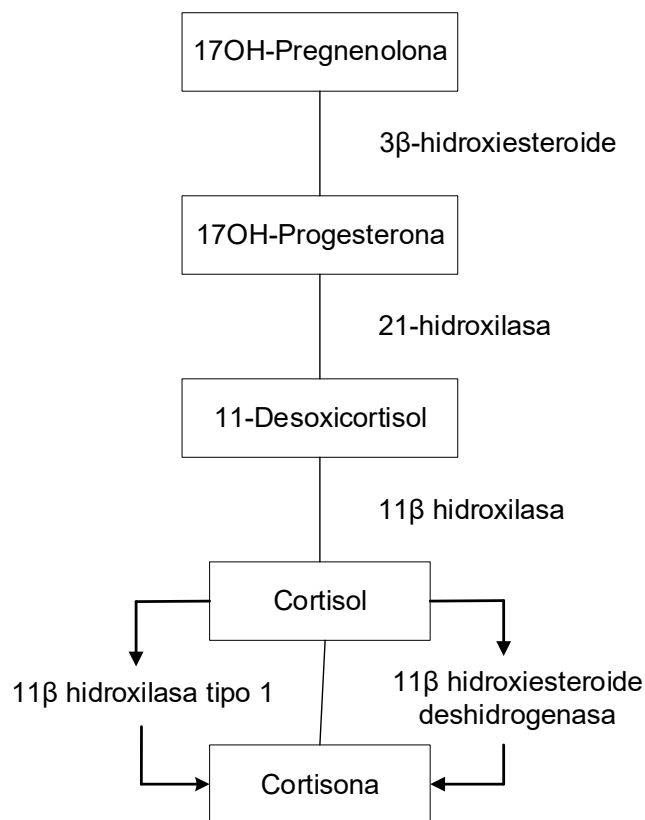 17OH-Pregnenolona
3β-hidroxiesteroide
17OH-Progesterona
21-hidroxilasa
11-Desoxicortisol
11β hidroxilasa
Cortisol
11β hidroxilasa tipo 1
11β hidroxiesteroide
deshidrogenasa
Cortisona